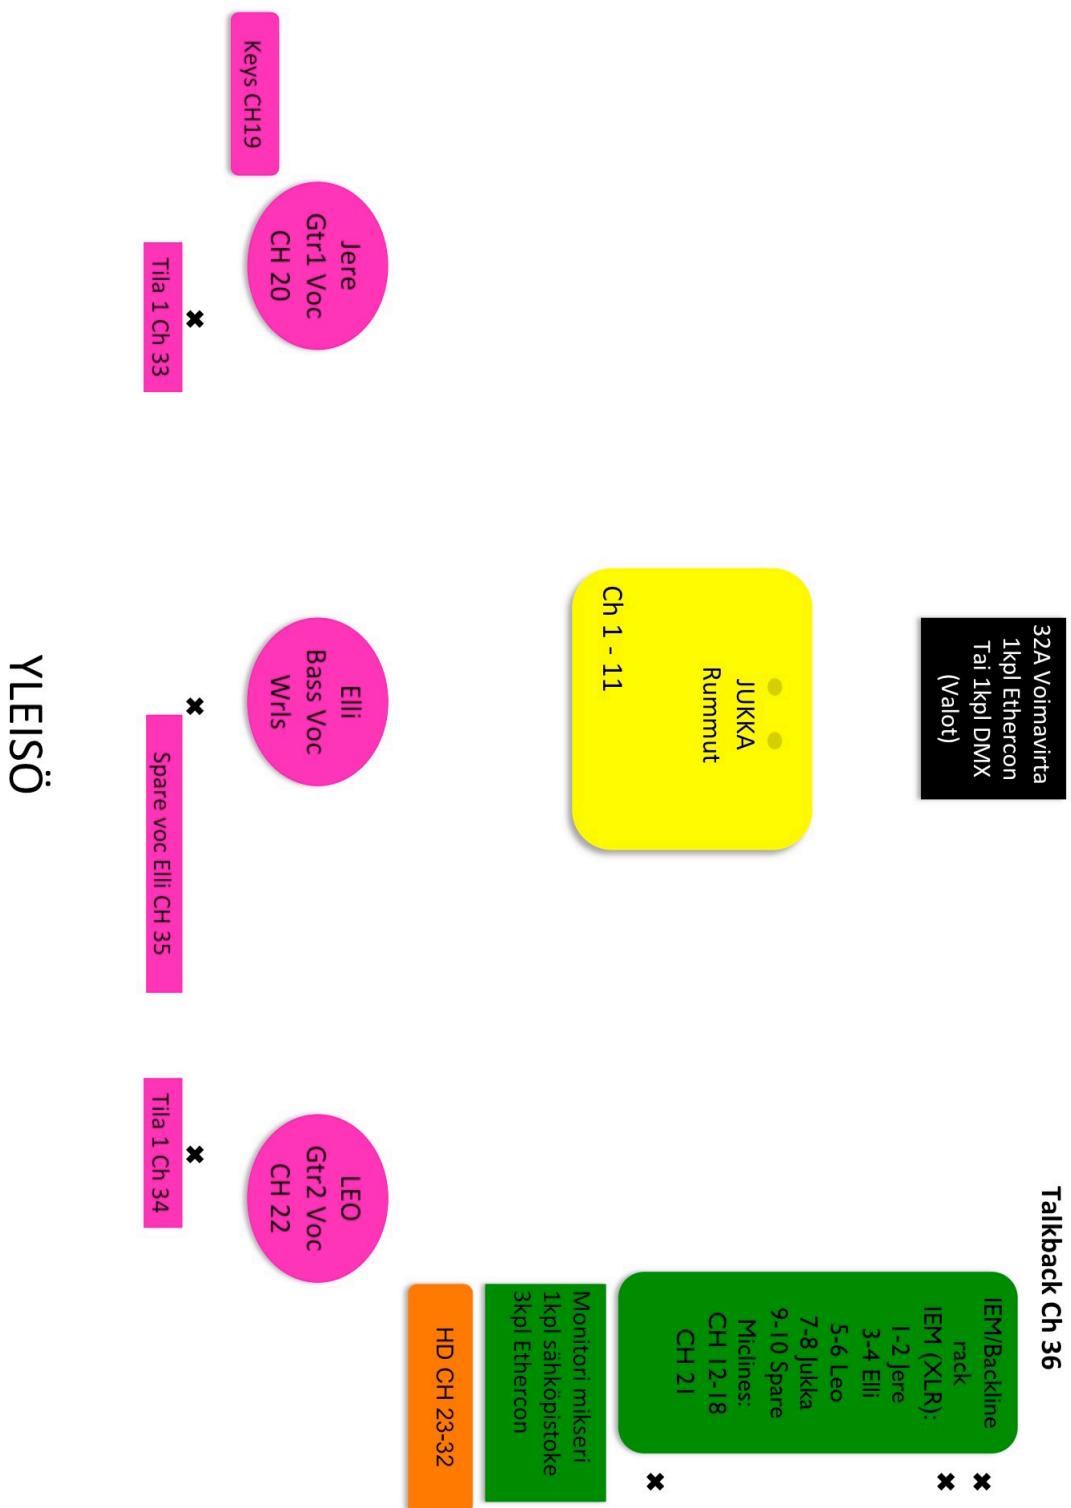 Talkback Ch 36
32A Voimavirta
1kpl Ethercon
Tai 1kpl DMX
(Valot)
IEM/Backline
rack
IEM (XLR):
1-2 Jere
3-4 Elli
5-6 Leo
7-8 Jukka
9-10 Spare
Miclines:
CH 12-18
CH 21
JUKKA
Rummut
Ch 1 - 11
Monitori mikseri
1kpl sähköpistoke
3kpl Ethercon
HD CH 23-32
Keys CH19
Jere
Gtr1 Voc
CH 20
Elli
Bass Voc
Wrls
LEO
Gtr2 Voc
CH 22
Tila 1 Ch 33
Spare voc Elli CH 35
Tila 1 Ch 34
YLEISÖ